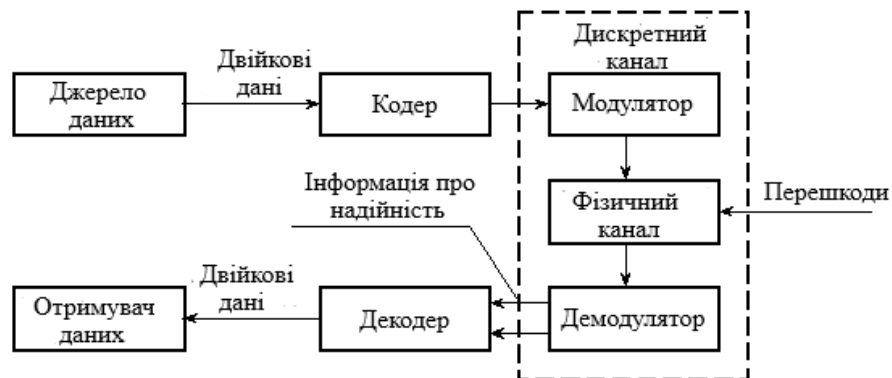 Дискретний
канал
Двійкові
дані
Джерело
даних
Кодер
Модулятор
Інформація про
надійність
Фізичний
канал
Перешкоди
Двійкові
дані
Отримувач
даних
Декодер
Демодулятор